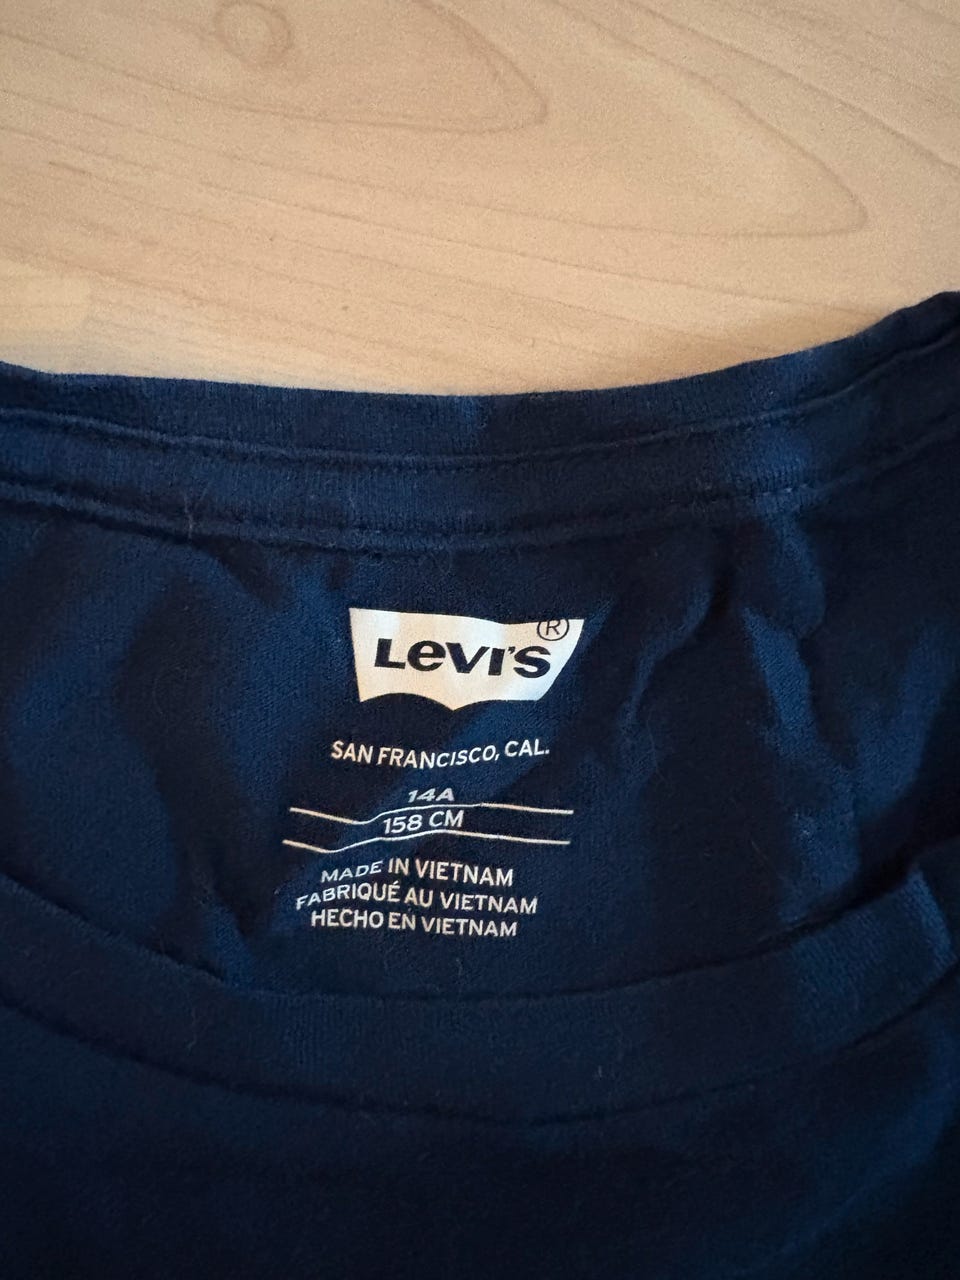 Levi's®
SAN FRANCISCO, CAL.
14A
158 CM
MADE IN VIETNAM
FABRIQUÉ AU VIETNAM
HECHO EN VIETNAM